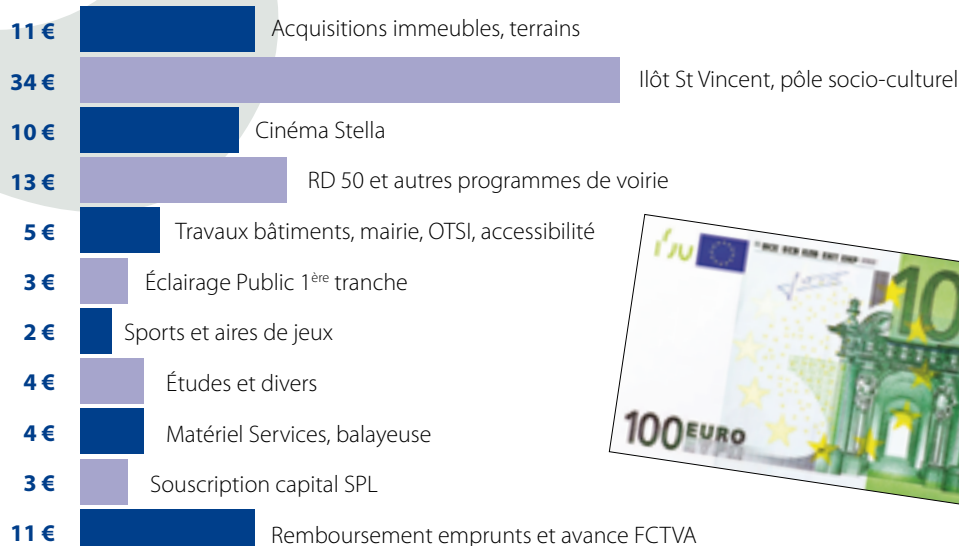 11 € Acquisitions immeubles, terrains
34 € Ilôt St Vincent, pôle socio-culturel
10 € Cinéma Stella
13 € RD 50 et autres programmes de voirie
5 € Travaux bâtiments, mairie, OTSI, accessibilité
3 € Éclairage Public 1ère tranche
2 € Sports et aires de jeux
4 € Études et divers
4 € Matériel Services, balayeuse
3 € Souscription capital SPL
11 € Remboursement emprunts et avance FCTVA
100 EURO